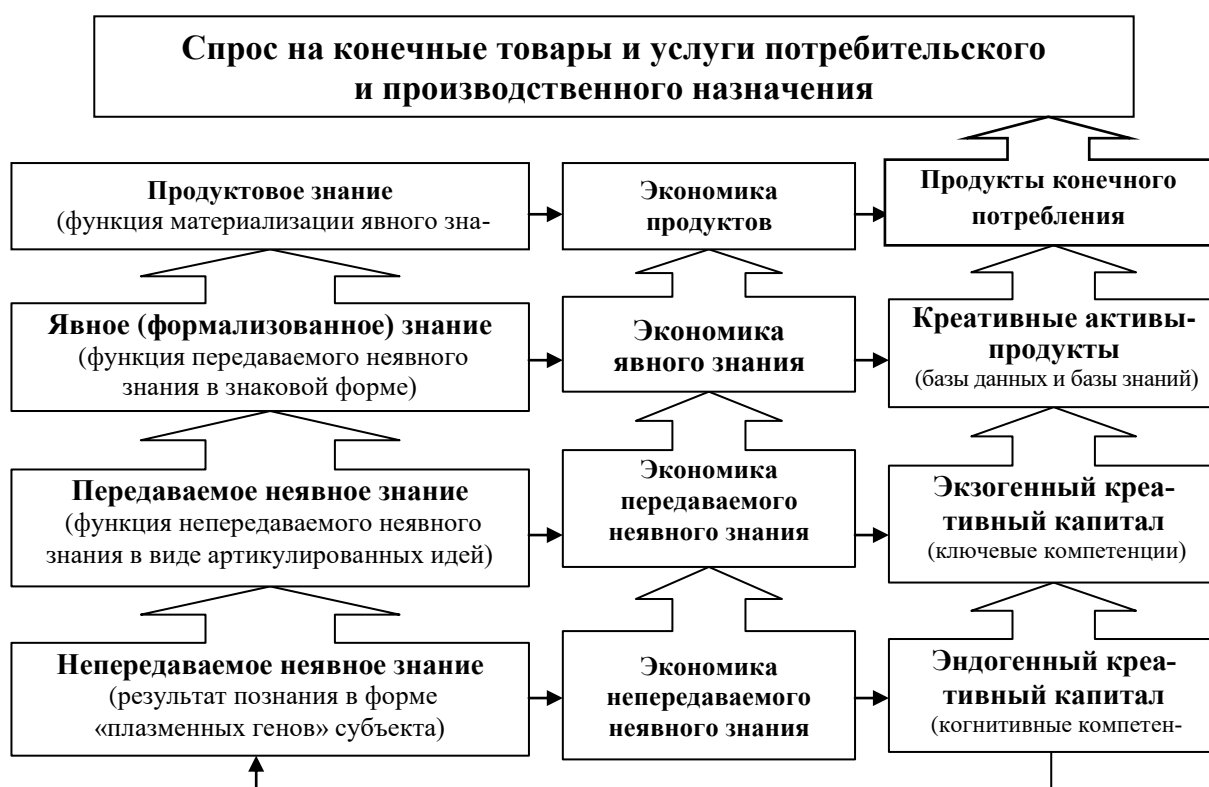 Спрос на конечные товары и услуги потребительского
и производственного назначения
Продуктовое знание
(функция материализации явного зна-
Экономика
продуктов
Продукты конечного
потребления
Явное (формализованное) знание
(функция передаваемого неявного
знания в знаковой форме)
Экономика
явного знания
Креативные активы-
продукты
(базы данных и базы знаний)
Передаваемое неявное знание
(функция непередаваемого неявного
знания в виде артикулированных идей)
Экономика
передаваемого
неявного знания
Экзогенный креа-
тивный капитал
(ключевые компетенции)
Непередаваемое неявное знание
(результат познания в форме
«плазменных генов» субъекта)
Экономика
непередаваемого
неявного знания
Эндогенный креа-
тивный капитал
(когнитивные компетен-